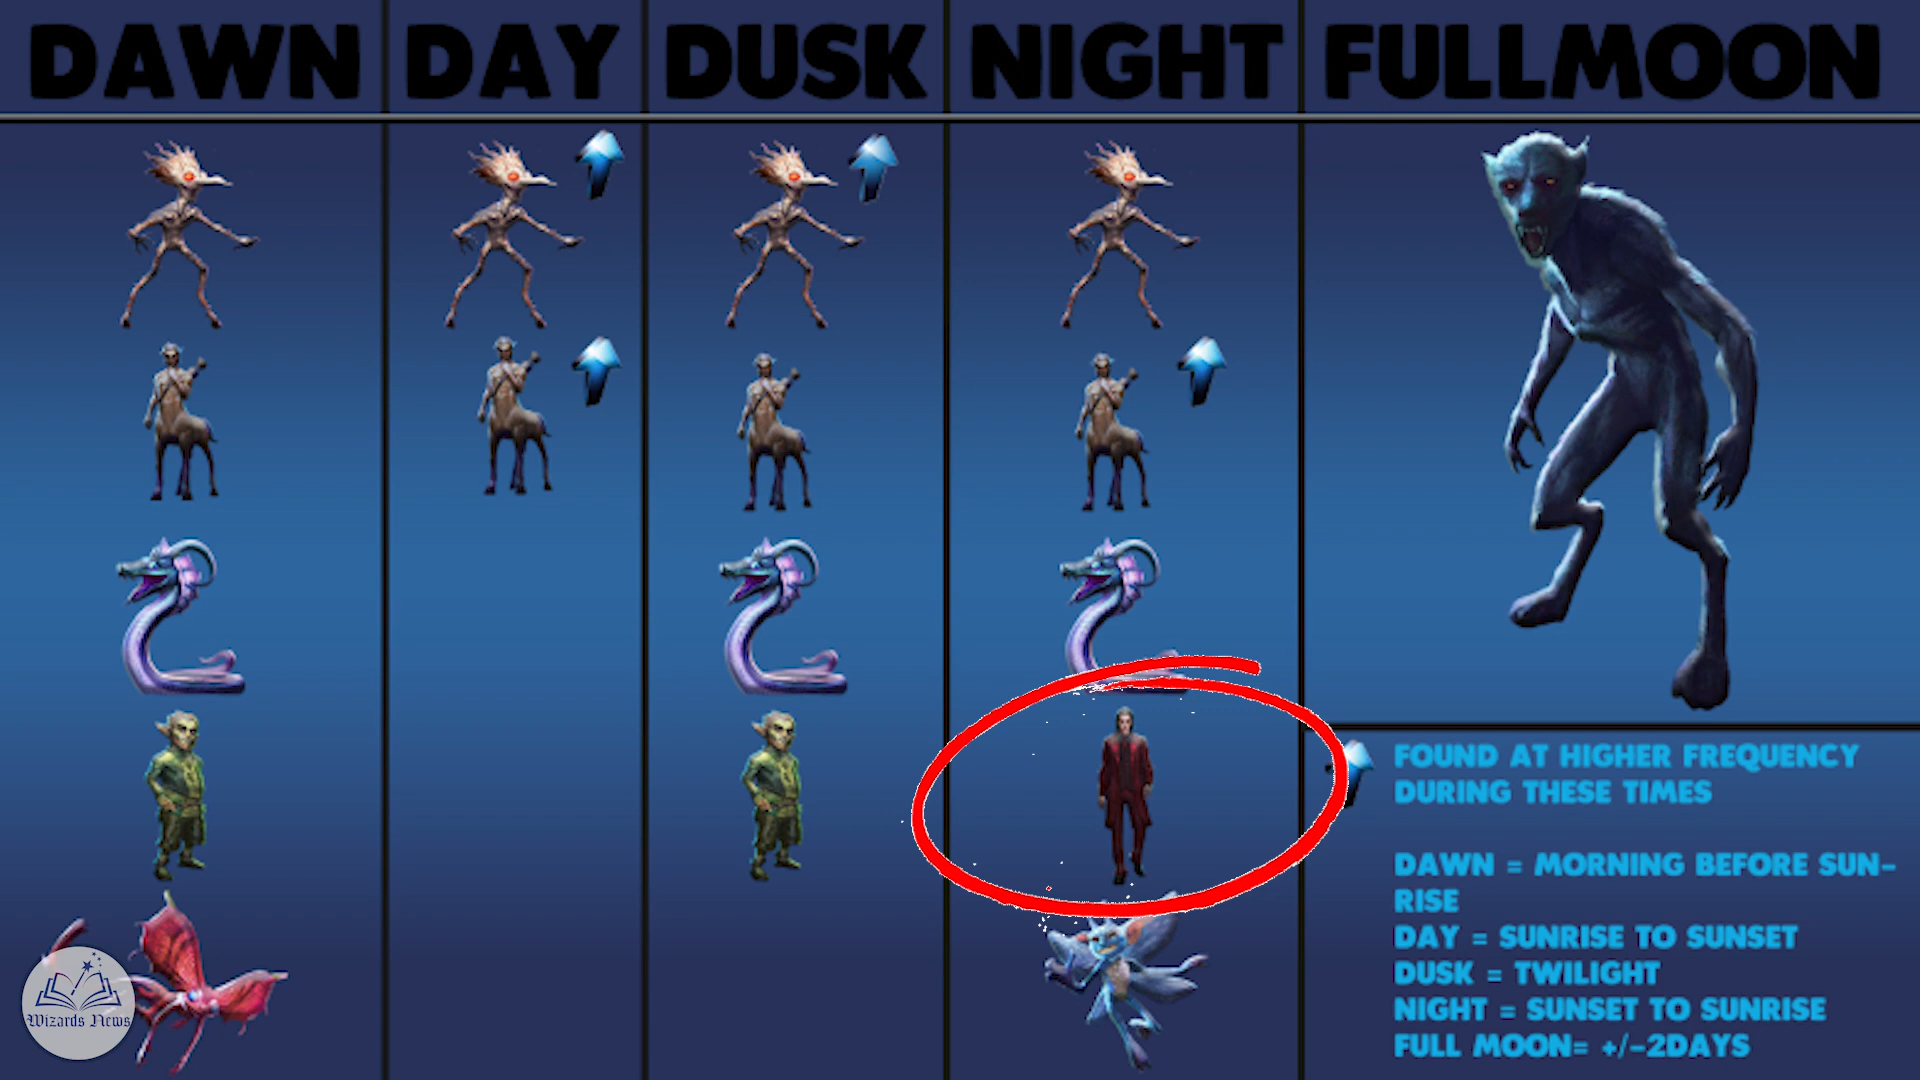 DAWN
DAY
DUSK
NIGHT
FULLMOON
FOUND AT HIGHER FREQUENCY
DURING THESE TIMES
DAWN = MORNING BEFORE SUN-
RISE
DAY = SUNRISE TO SUNSET
DUSK = TWILIGHT
NIGHT = SUNSET TO SUNRISE
FULL MOON= +/-2DAYS
Wizards News